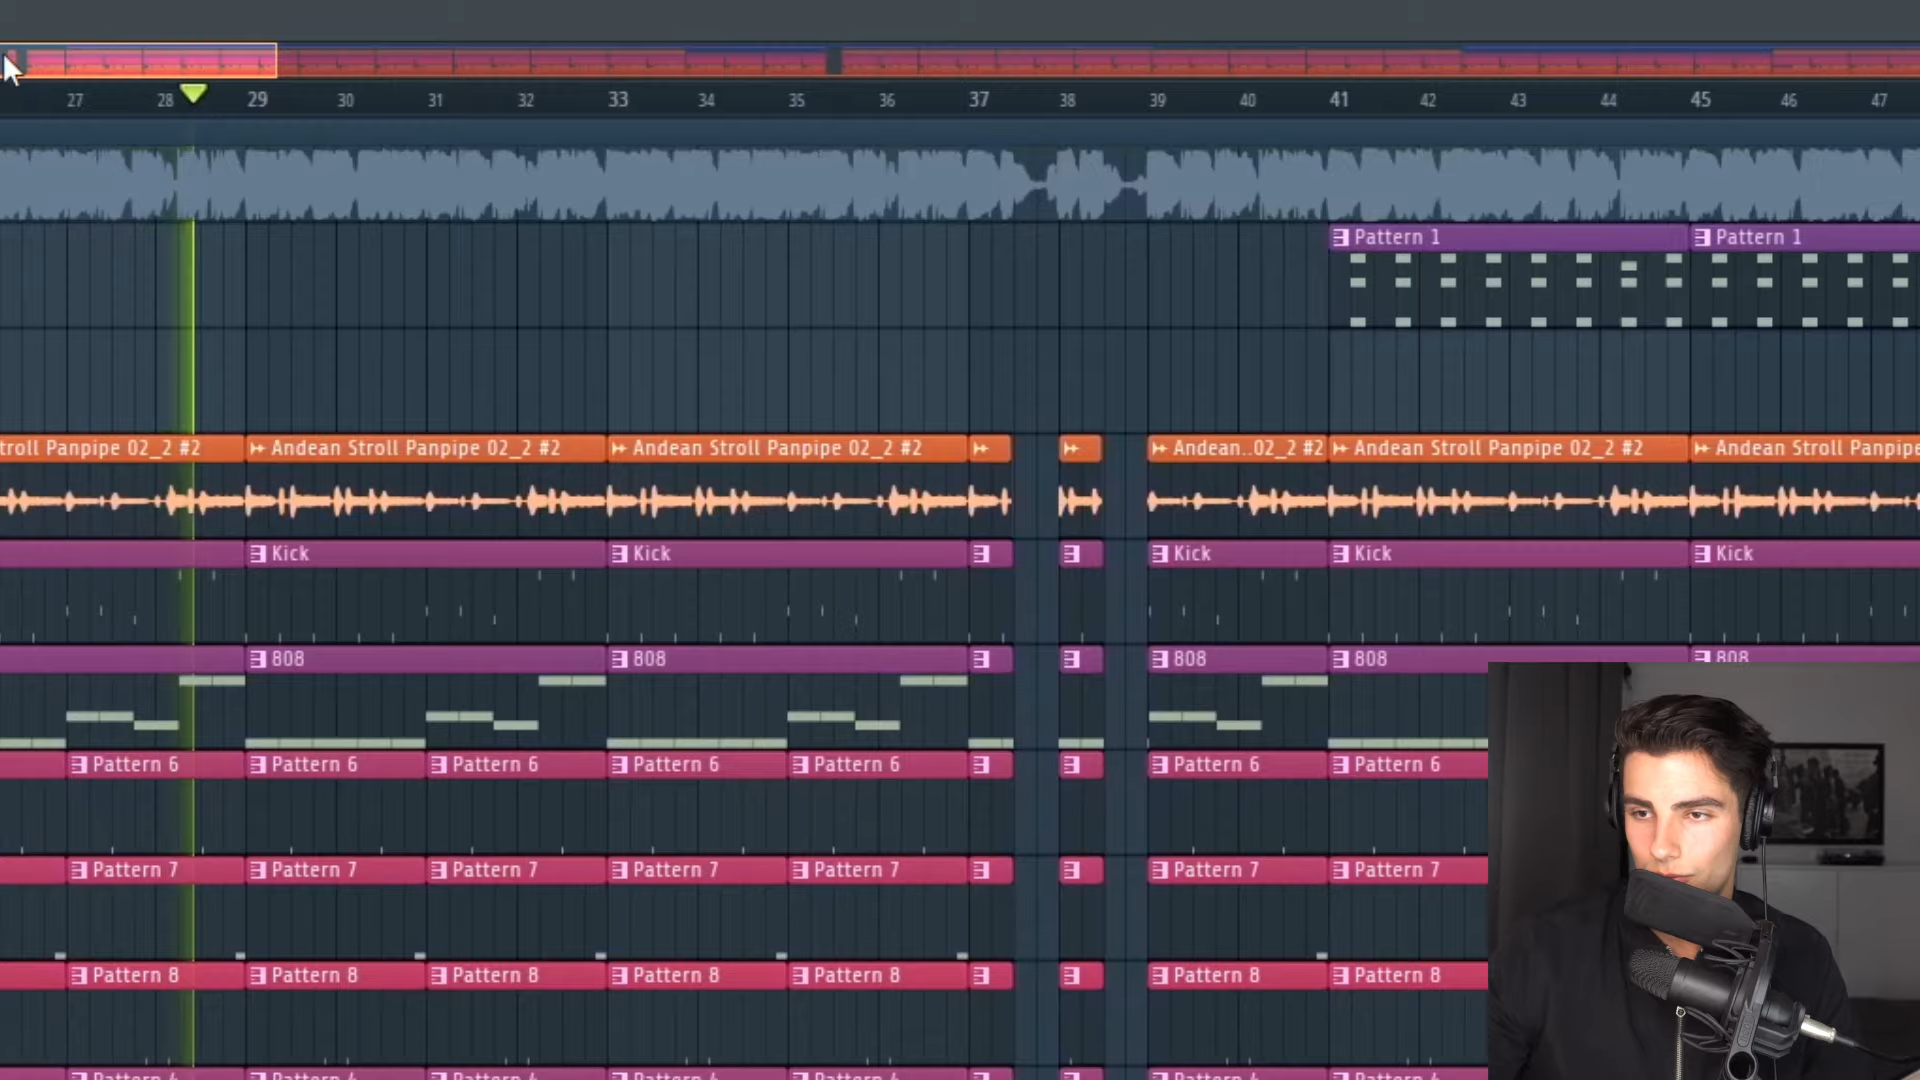 27 28 29 30 31 32 33 34 35 36 37 38 39 40 41 42 43 44 45 46 47
Pattern 1 Pattern 1
troll Panpipe 02_2 #2 Andean Stroll Panpipe 02_2 #2 Andean Stroll Panpipe 02_2 #2 Andean..02_2 #2 Andean Stroll Panpipe 02_2 #2 Andean Stroll Panpipe
Kick Kick Kick Kick Kick
808 808 808 808 808
Pattern 6 Pattern 6 Pattern 6 Pattern 6 Pattern 6 Pattern 6 Pattern 6
Pattern 7 Pattern 7 Pattern 7 Pattern 7 Pattern 7 Pattern 7 Pattern 7
Pattern 8 Pattern 8 Pattern 8 Pattern 8 Pattern 8 Pattern 8 Pattern 8